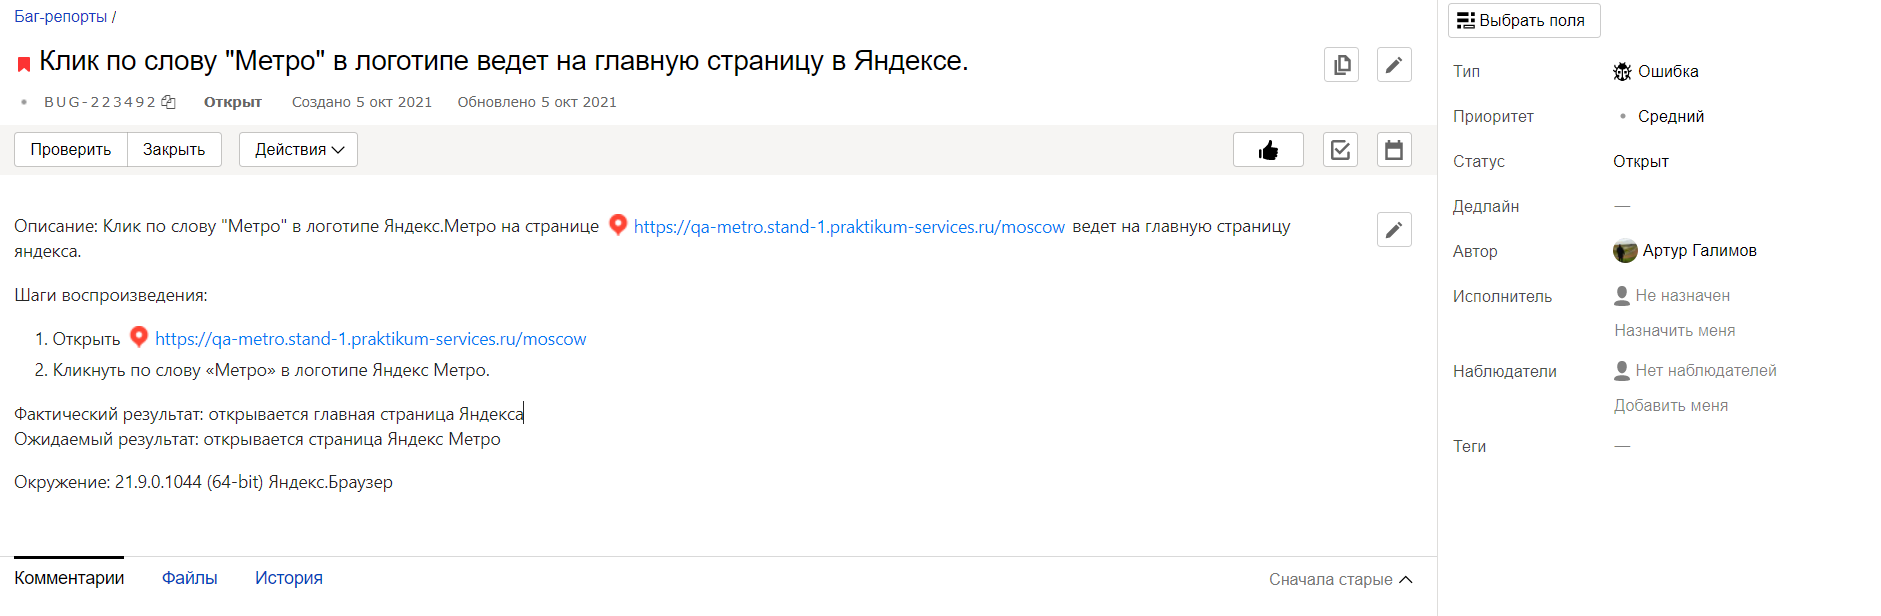 Баг-репорты /
Клик по слову "Метро" в логотипе ведет на главную страницу в Яндексе.
BUG-223492 Открыт Создано 5 окт 2021 Обновлено 5 окт 2021
Проверить Закрыть Действия
Описание: Клик по слову "Метро" в логотипе Яндекс.Метро на странице https://qa-metro.stand-1.praktikum-services.ru/moscow ведет на главную страницу
яндекса.
Шаги воспроизведения:
1. Открыть https://qa-metro.stand-1.praktikum-services.ru/moscow
2. Кликнуть по слову «Метро» в логотипе Яндекс Метро.
Фактический результат: открывается главная страница Яндекса
Ожидаемый результат: открывается страница Яндекс Метро
Окружение: 21.9.0.1044 (64-bit) Яндекс.Браузер
Комментарии Файлы История Сначала старые
Выбрать поля
Тип Ошибка
Приоритет Средний
Статус Открыт
Дедлайн —
Автор Артур Галимов
Исполнитель Не назначен
Назначить меня
Наблюдатели Нет наблюдателей
Добавить меня
Теги —